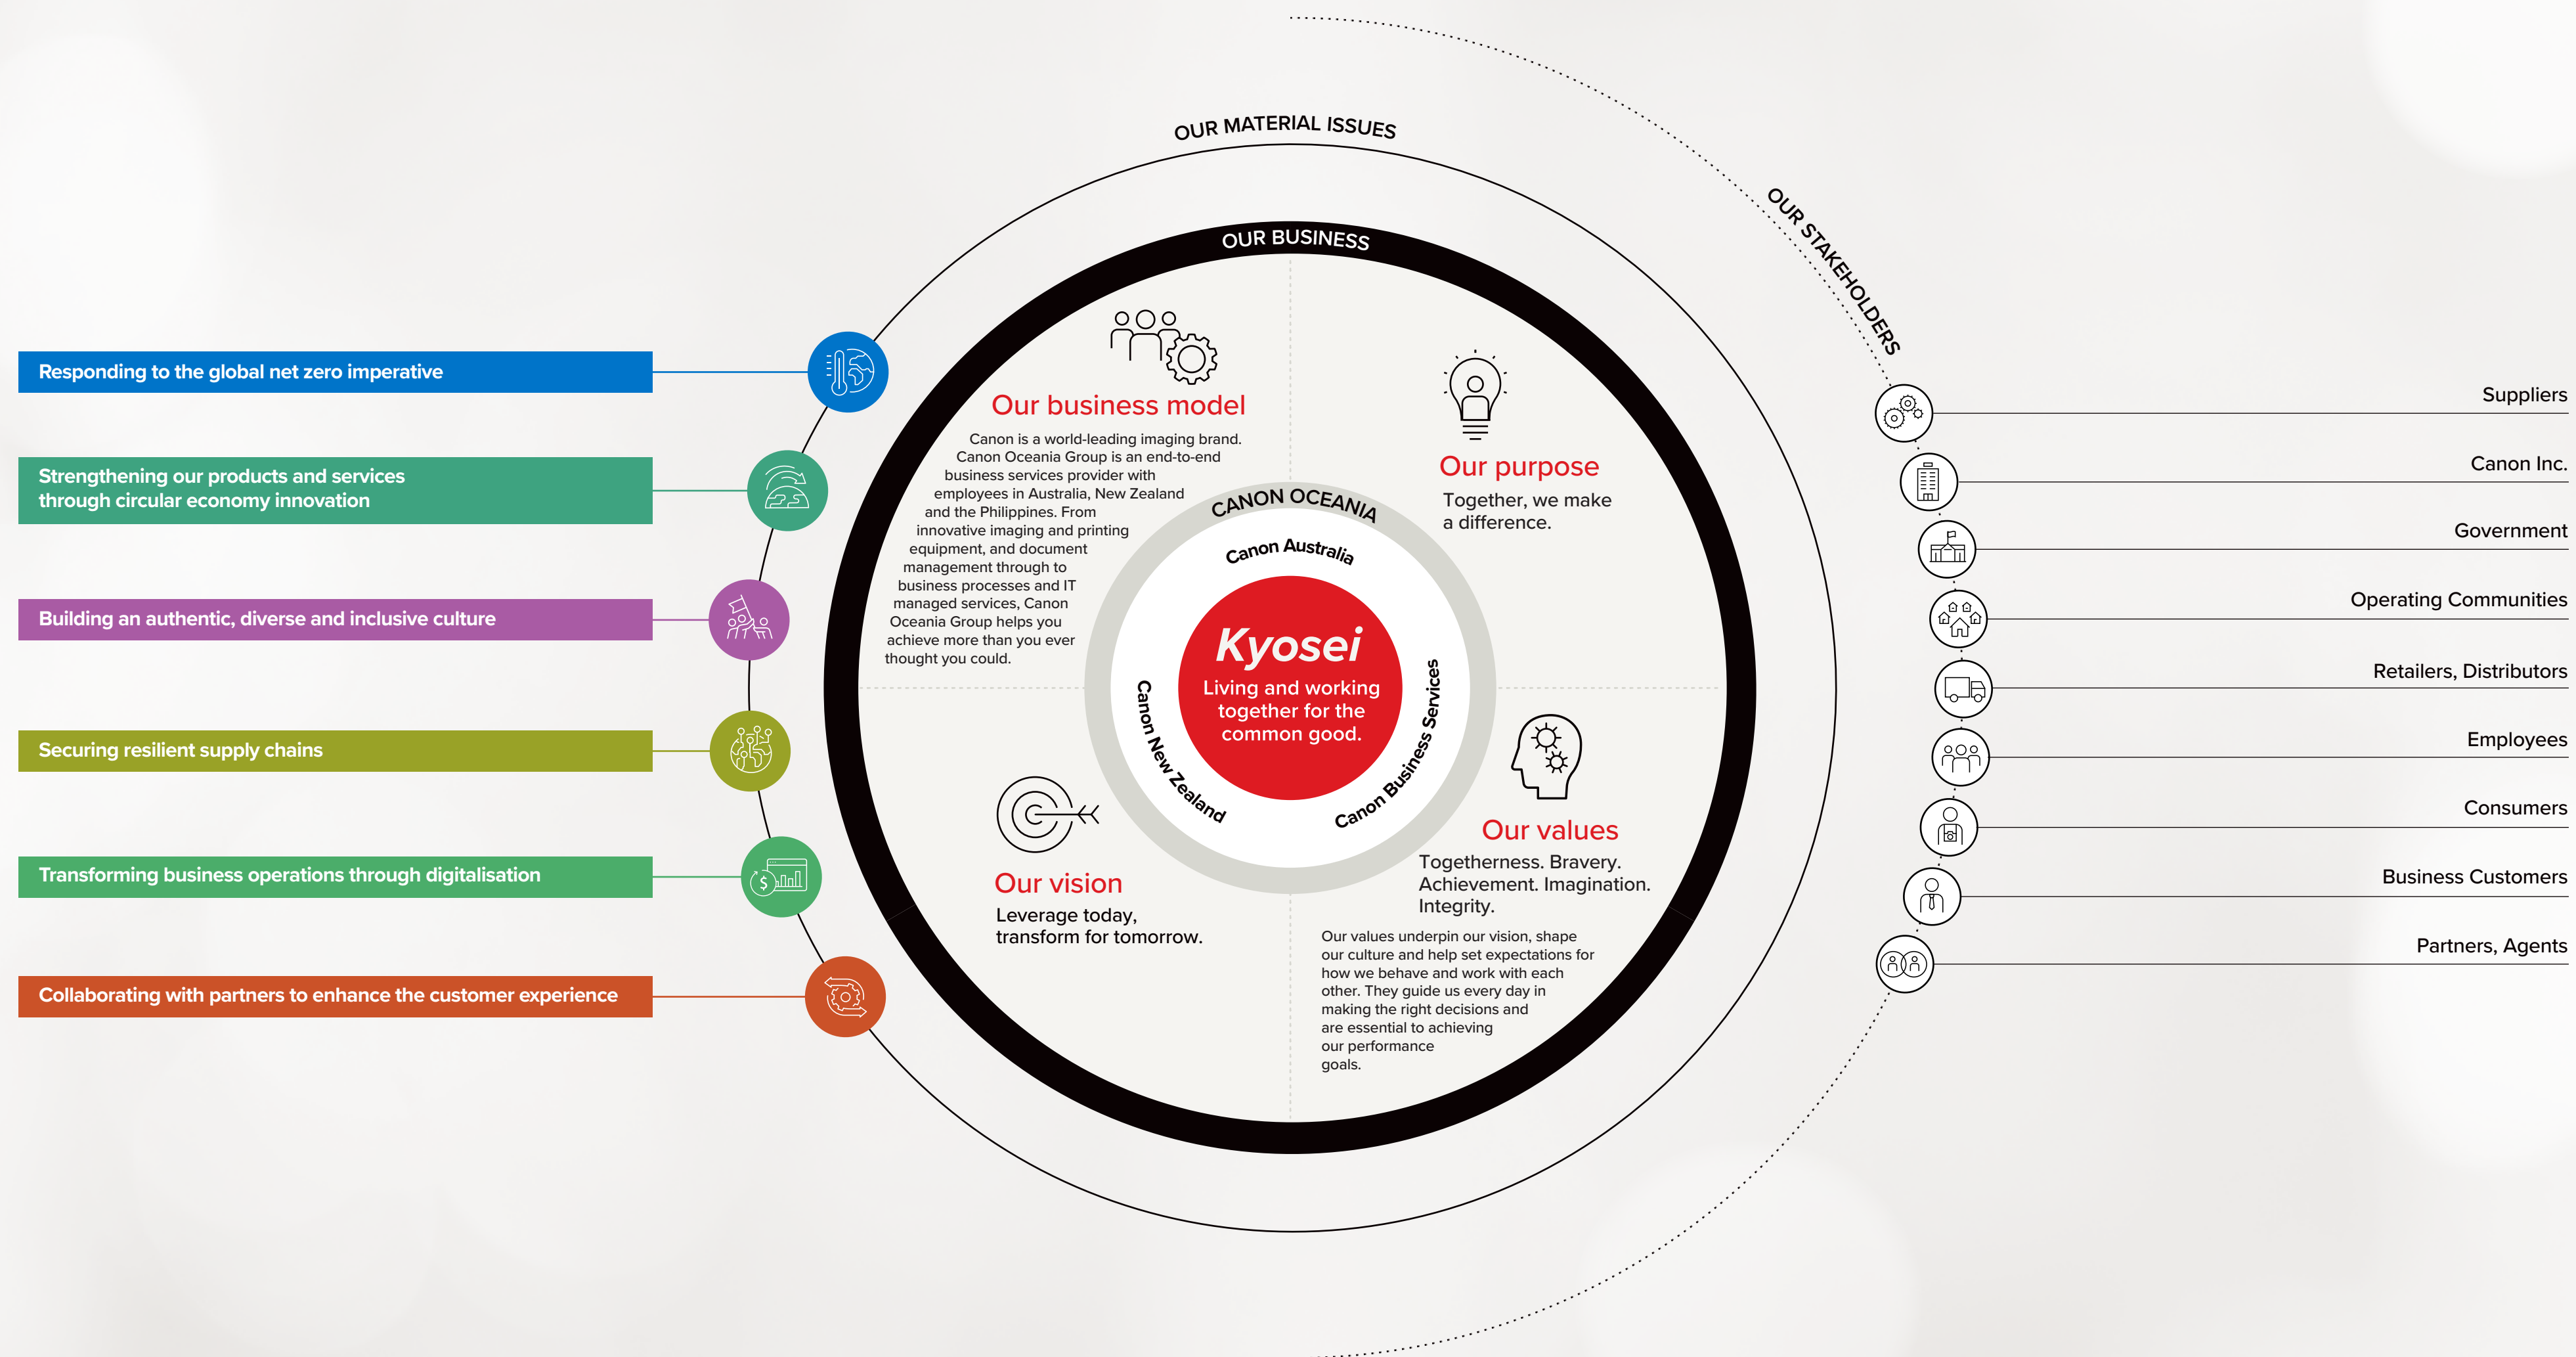 OUR MATERIAL ISSUES
OUR STAKEHOLDERS
OUR BUSINESS
Responding to the global net zero imperative
Strengthening our products and services
through circular economy innovation
Building an authentic, diverse and inclusive culture
Securing resilient supply chains
Transforming business operations through digitalisation
$
Collaborating with partners to enhance the customer experience
Our business model
Canon is a world-leading imaging brand.
Canon Oceania Group is an end-to-end
business services provider with
employees in Australia, New Zealand
and the Philippines. From
innovative imaging and printing
equipment, and document
management through to
business processes and IT
managed services, Canon
Oceania Group helps you
achieve more than you ever
thought you could.
Our purpose
Together, we make
a difference.
CANON OCEANIA
Canon Australia
Canon New Zealand
Canon Business Services
Kyosei
Living and working
together for the
common good.
Our vision
Leverage today,
transform for tomorrow.
Our values
Togetherness. Bravery.
Achievement. Imagination.
Integrity.
Our values underpin our vision, shape
our culture and help set expectations for
how we behave and work with each
other. They guide us every day in
making the right decisions and
are essential to achieving
our performance
goals.
Suppliers
Canon Inc.
Government
Operating Communities
Retailers, Distributors
Employees
Consumers
Business Customers
Partners, Agents